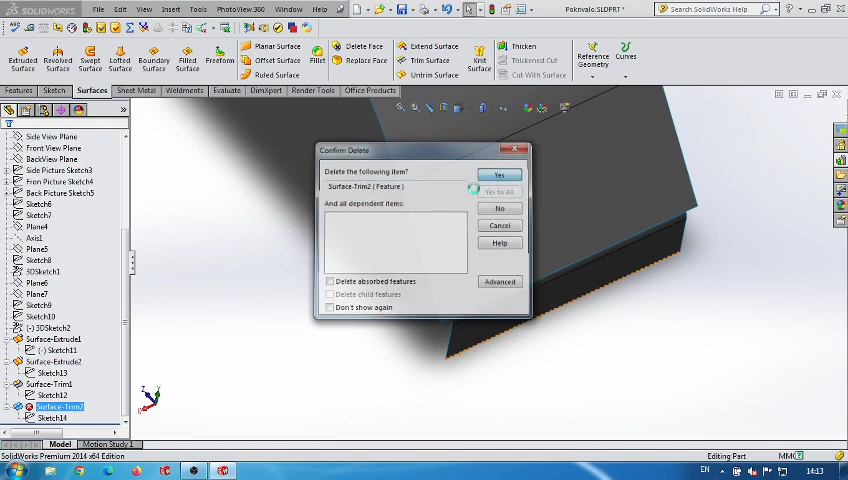 SOLIDWORKS File Edit View Insert Tools PhotoView 360 Window Help Pokrivalo.SLDPRT * Search SolidWorks Help
Extruded Surface Revolved Surface Swept Surface Lofted Surface Boundary Surface Filled Surface Freeform
Planar Surface
Offset Surface
Ruled Surface
Fillet
Delete Face
Replace Face
Extend Surface
Trim Surface
Untrim Surface
Knit Surface
Thicken
Thickened Cut
Cut With Surface
Reference Geometry
Curves
Features Sketch Surfaces Sheet Metal Weldments Evaluate DimXpert Render Tools Office Products
Side View Plane
Front View Plane
BackView Plane
Side Picture Sketch3
Fron Picture Sketch4
Back Picture Sketch5
Sketch6
Sketch7
Plane4
Axis1
Plane5
Sketch8
3DSketch1
Plane6
Plane7
Sketch9
Sketch10
(-) 3DSketch2
Surface-Extrude1
(-) Sketch11
Surface-Extrude2
Sketch13
Surface-Trim1
Sketch12
Surface-Trim2
Sketch14
Confirm Delete
Delete the following item?
Surface-Trim2 ( Feature )
And all dependent items:
Delete absorbed features
Delete child features
Don't show again
Yes
Yes to All
No
Cancel
Help
Advanced
Z Y X
Model Motion Study 1
SolidWorks Premium 2014 x64 Edition Editing Part
EN 14:13